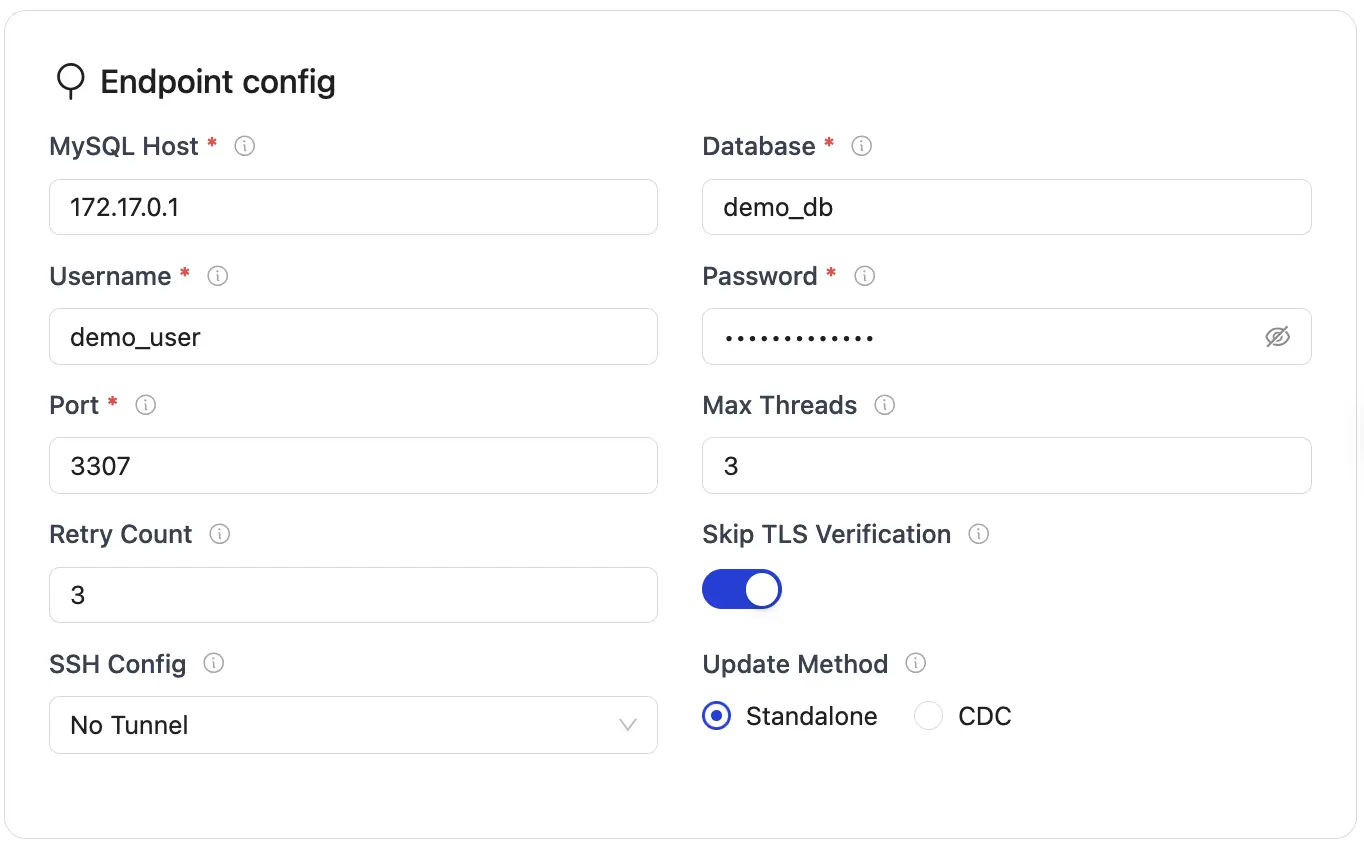 Endpoint config
MySQL Host *
Database *
172.17.0.1
demo_db
Username *
Password *
demo_user
•••••••••••••
Port *
Max Threads
3307
3
Retry Count
Skip TLS Verification
3
SSH Config
Update Method
No Tunnel
Standalone
CDC